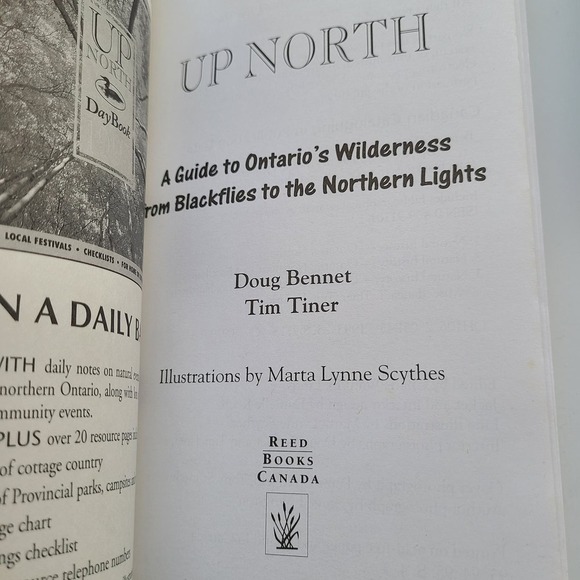 UP
NORTH
DayBook
LOCAL FESTIVALS • CHECKLISTS •
N A DAILY
WITH daily notes on natural
northern Ontario, along with
mmunity events.
PLUS over 20 resource pages
of cottage country
of Provincial parks, campsites
ge chart
ngs checklist
telephone numbers
UP NORTH
A Guide to Ontario's Wilderness
from Blackflies to the Northern Lights
Doug Bennet
Tim Tiner
Illustrations by Marta Lynne Scythes
REED
BOOKS
CANADA